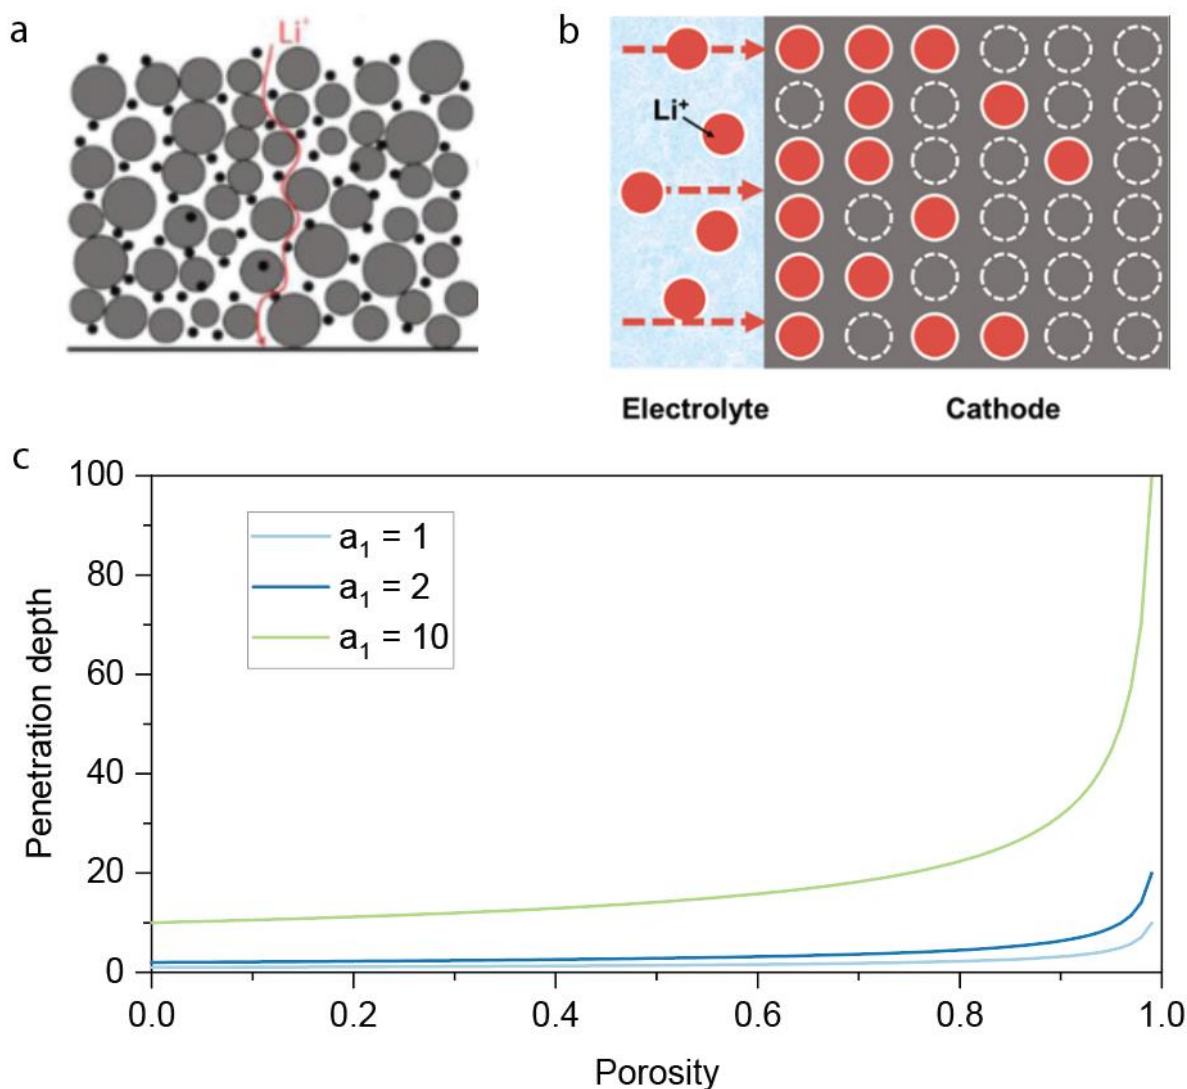 a
Li⁺
b
Li⁺
Electrolyte
Cathode
c
100
80
60
40
20
0
Penetration depth
a₁ = 1
a₁ = 2
a₁ = 10
0.0 0.2 0.4 0.6 0.8 1.0
Porosity